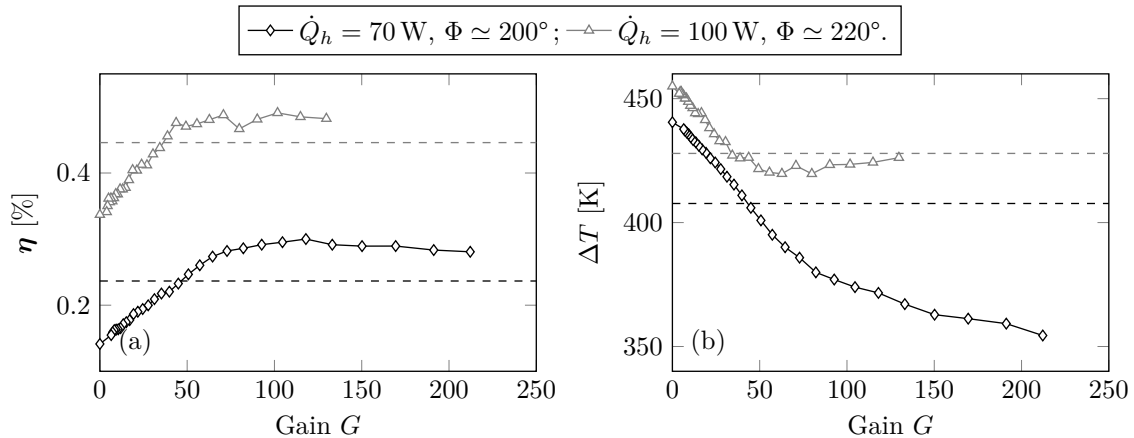 Q̇ₕ = 70 W, Φ ≃ 200°; Q̇ₕ = 100 W, Φ ≃ 220°.
0.4
0.2
η [%]
(a)
0 50 100 150 200 250
Gain G
450
400
350
ΔT [K]
(b)
0 50 100 150 200 250
Gain G